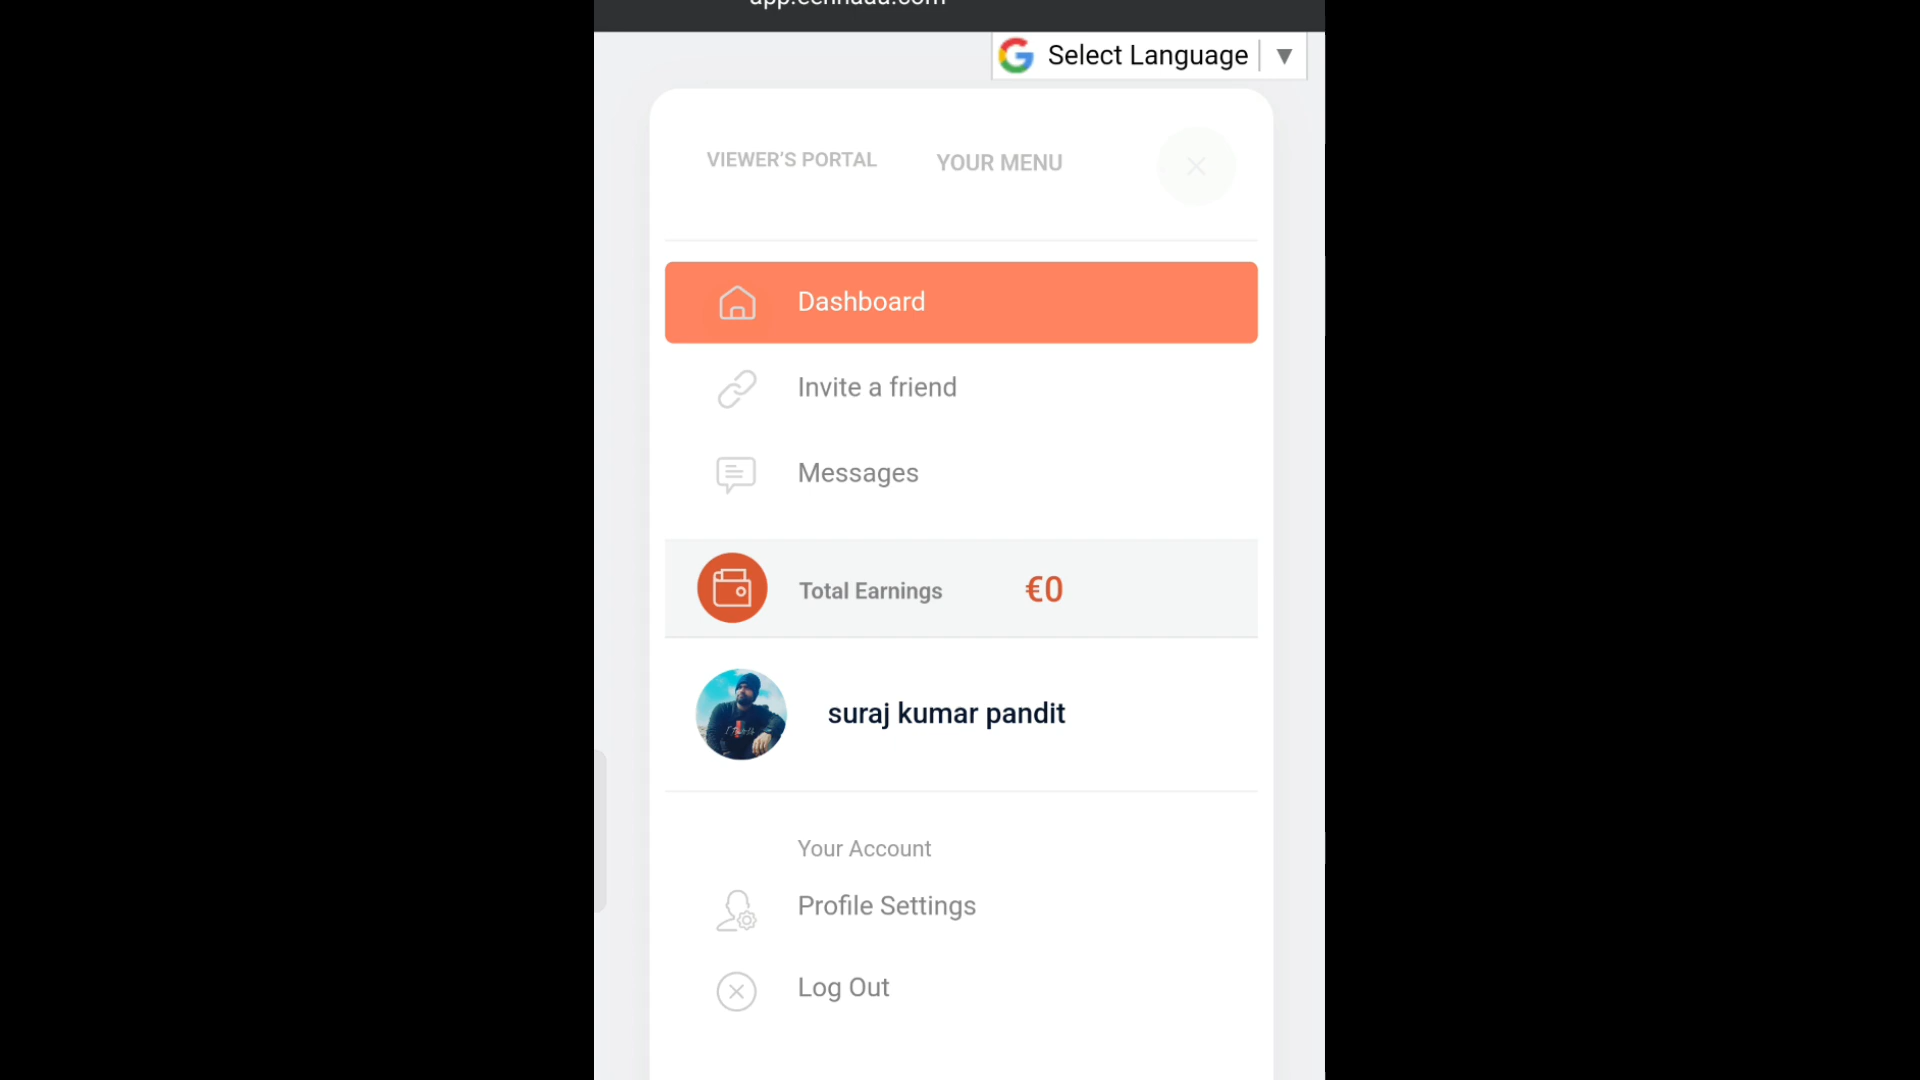 Select Language ▼
VIEWER'S PORTAL YOUR MENU
Dashboard
Invite a friend
Messages
Total Earnings €0
suraj kumar pandit
Your Account
Profile Settings
Log Out